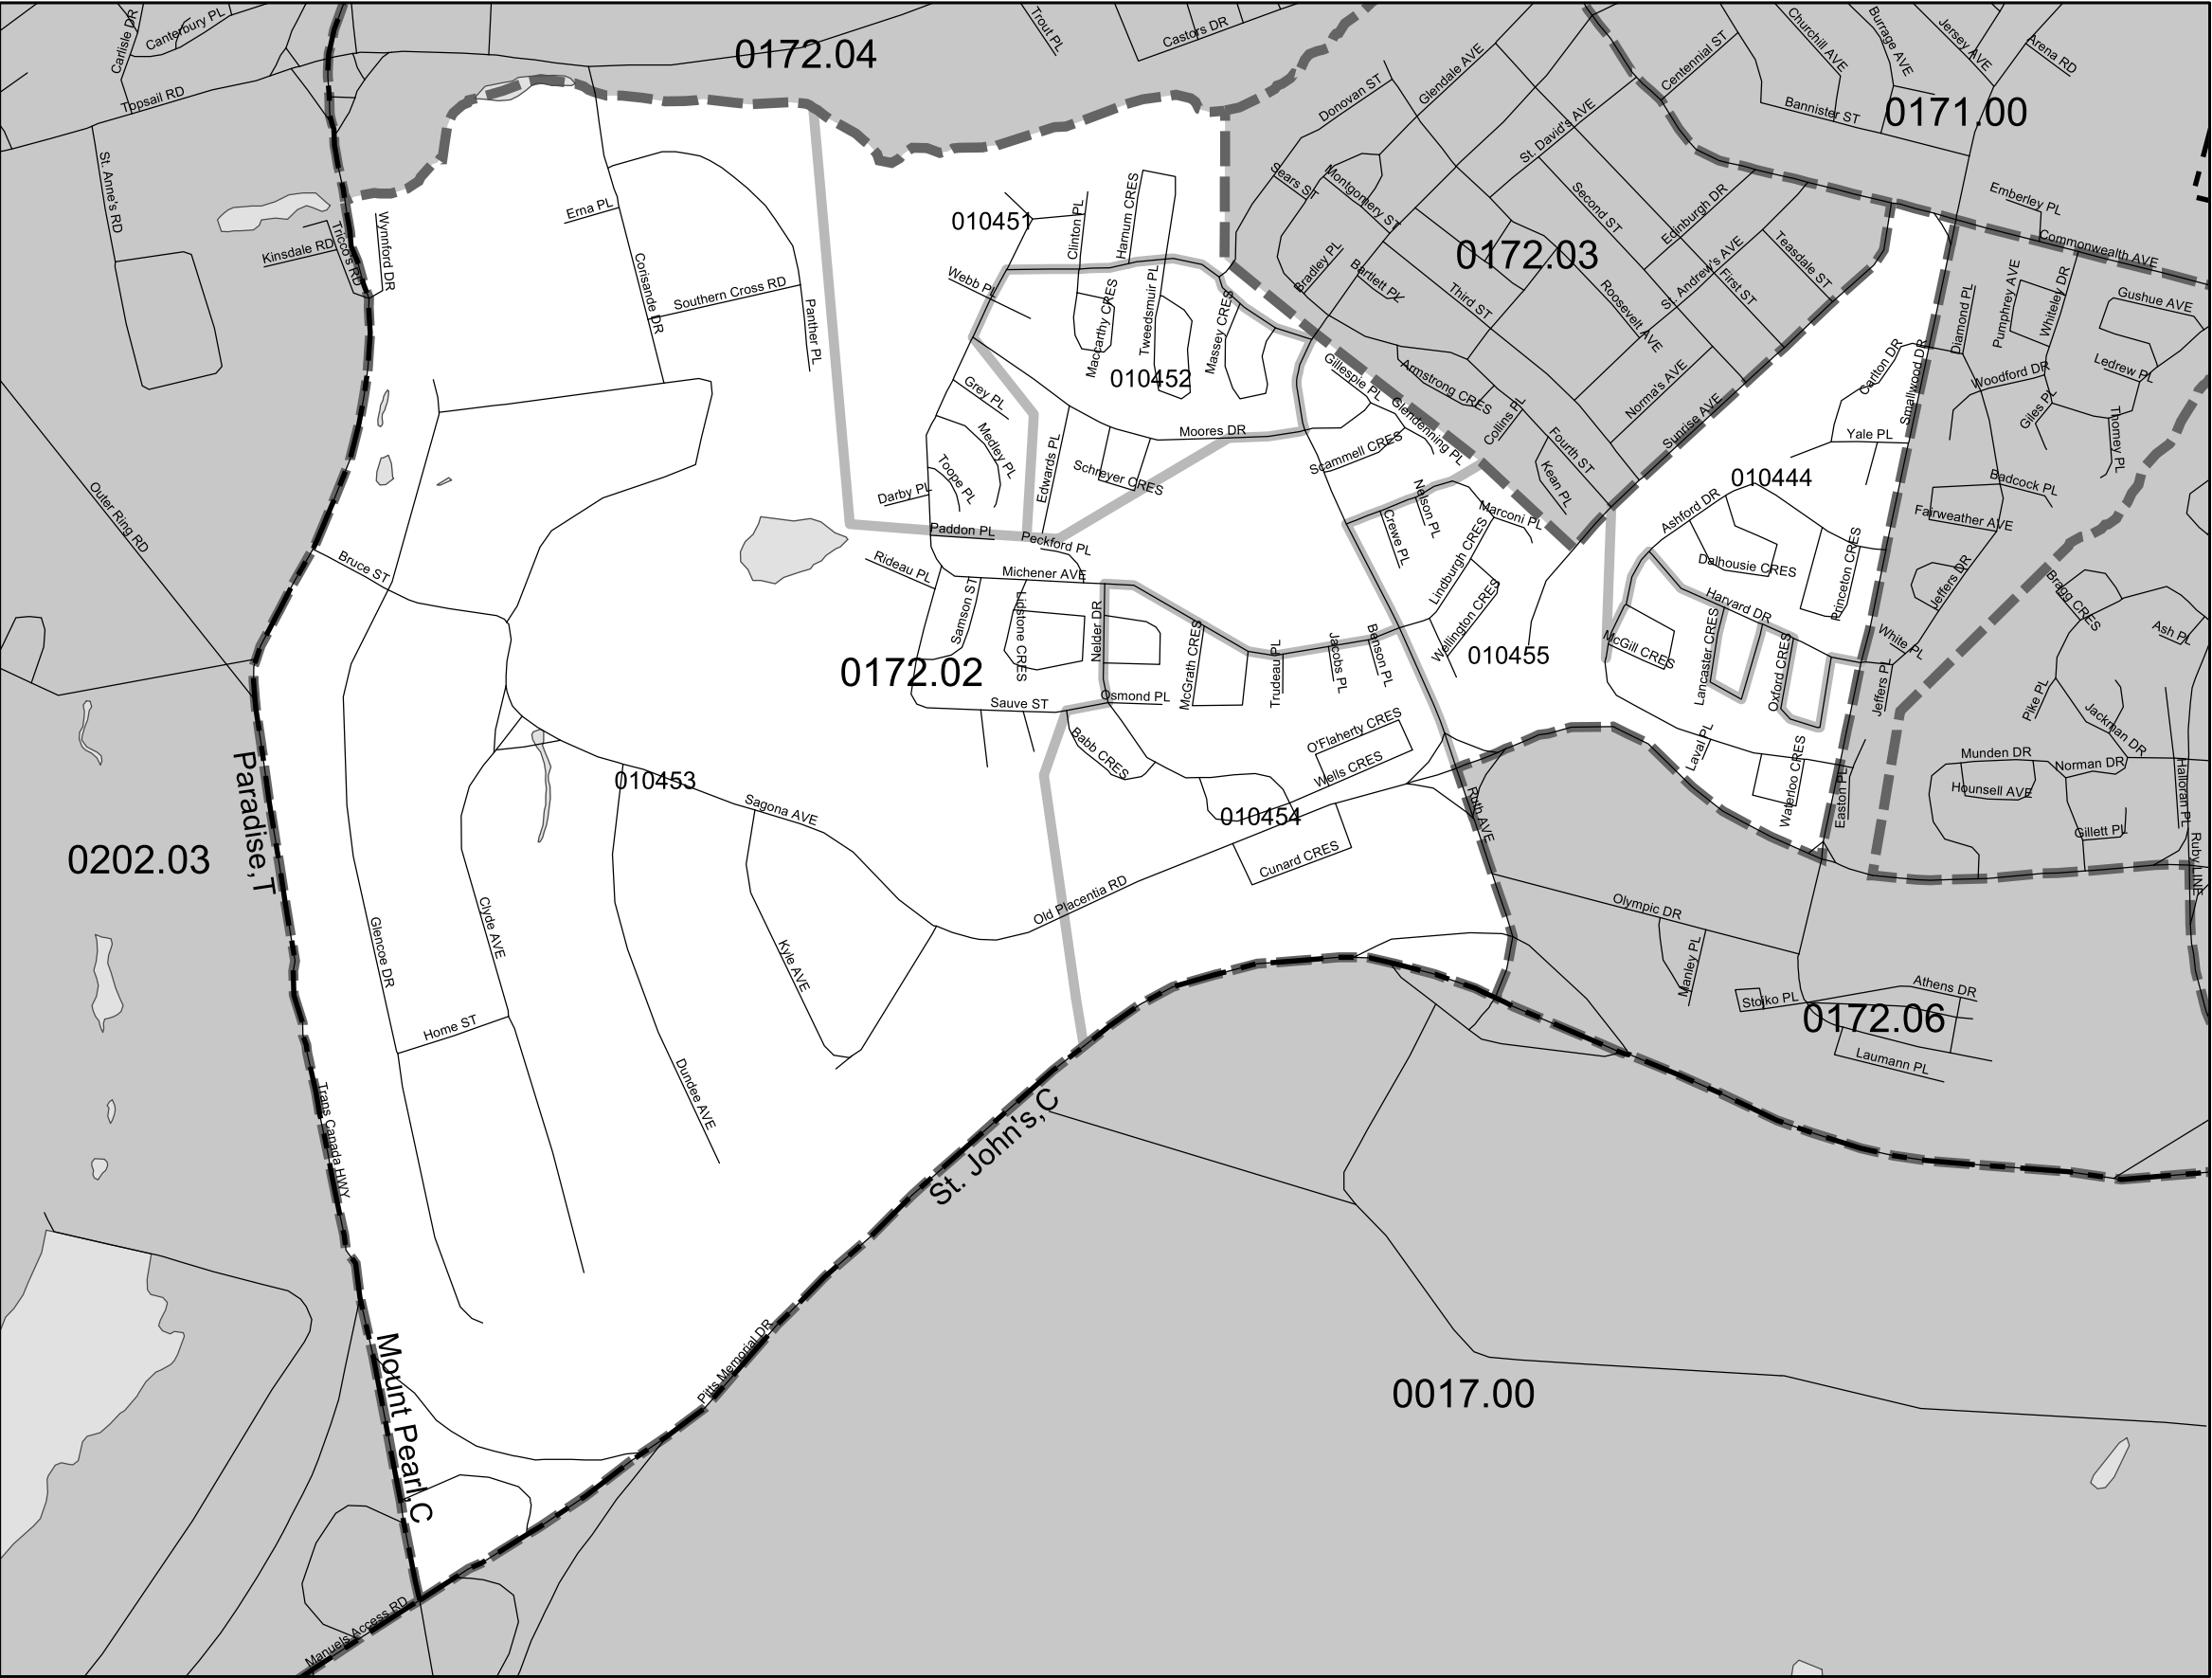 Carlisle DR
Canterbury PL
Topsail RD
0172.04
Trout PL
Castors DR
Centennial ST
Churchill AVE
Burrage AVE
Jersey AVE
Arena RD
Bannister ST
0171.00
Glendale AVE
Donovan ST
St. David's AVE
St. Anne's RD
Kinsdale RD
Tricco's RD
Wynnford DR
Erna PL
Corisande DR
Southern Cross RD
Panther PL
010451
Clinton PL
Harnum CRES
Webb PL
Maccarthy CRES
Tweedsmuir PL
Massey CRES
010452
Sears ST
Montgomery ST
Bradley PL
Bartlett PL
0172.03
Second ST
Edinburgh DR
St. Andrew's AVE
First ST
Teasdale ST
Third ST
Roosevelt AVE
Norma's AVE
Sunrise AVE
Armstrong CRES
Collins PL
Fourth ST
Kean PL
Gillespie PL
Glendenning PL
Emberley PL
Commonwealth AVE
Gushue AVE
Pumphrey AVE
Whiteley DR
Diamond PL
Ledrew PL
Woodford DR
Giles PL
Thomey PL
Carlton DR
Smallwood DR
Yale PL
010444
Badcock PL
Fairweather AVE
Grey PL
Medley PL
Toope PL
Darby PL
Edwards PL
Moores DR
Schreyer CRES
Scammell CRES
Paddon PL
Peckford PL
Nelson PL
Crewe PL
Marconi PL
Lindburgh CRES
Wellington CRES
Ashford DR
Dalhousie CRES
Princeton CRES
Harvard DR
Jeffers DR
Bragg CRES
Ash PL
Outer Ring RD
Bruce ST
Rideau PL
Michener AVE
Samson ST
Lidstone CRES
Nelder DR
McGrath CRES
Trudeau PL
Jacobs PL
Benson PL
010455
McGill CRES
Lancaster CRES
Oxford CRES
White PL
Jeffers PL
Pike PL
Jackman DR
0172.02
Sauve ST
Osmond PL
Babb CRES
O'Flaherty CRES
Wells CRES
Laval PL
Waterloo CRES
Easton PL
Munden DR
Norman DR
Hounsell AVE
Gillett PL
Halloran PL
Ruby LINE
010453
Sagona AVE
010454
Cunard CRES
Ruth AVE
Old Placentia RD
Paradise,T
0202.03
Glencoe DR
Clyde AVE
Kyle AVE
Home ST
Dundee AVE
Trans Canada HWY
Olympic DR
Manley PL
Stojko PL
Athens DR
0172.06
Laumann PL
St. John's,C
Pitts Memorial DR
Mount Pearl,C
0017.00
Manuels Access RD